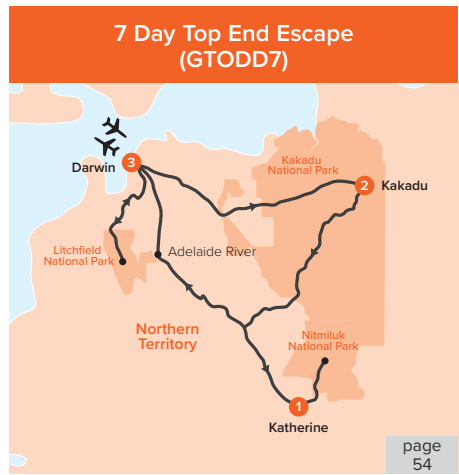 7 Day Top End Escape
(GTODD7)
Darwin
3
Kakadu
National Park
2
Kakadu
Litchfield
National Park
Adelaide River
Northern
Territory
Nitmiluk
National Park
1
Katherine
page
54